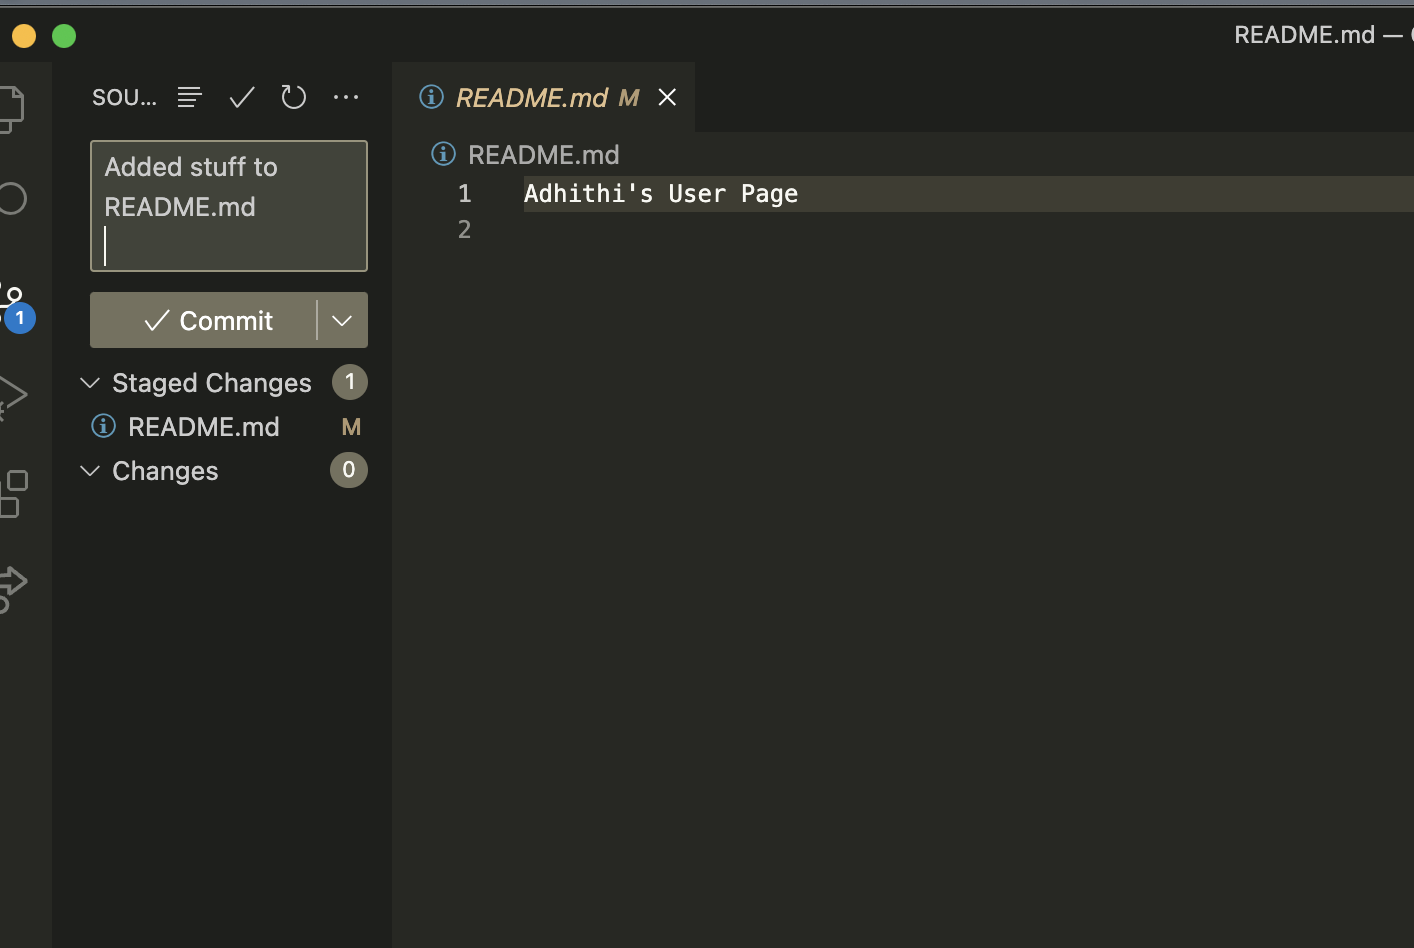 README.md —
SOU...
README.md M
Added stuff to
README.md
README.md
1 Adhithi's User Page
2
1
Commit
Staged Changes 1
README.md M
Changes 0